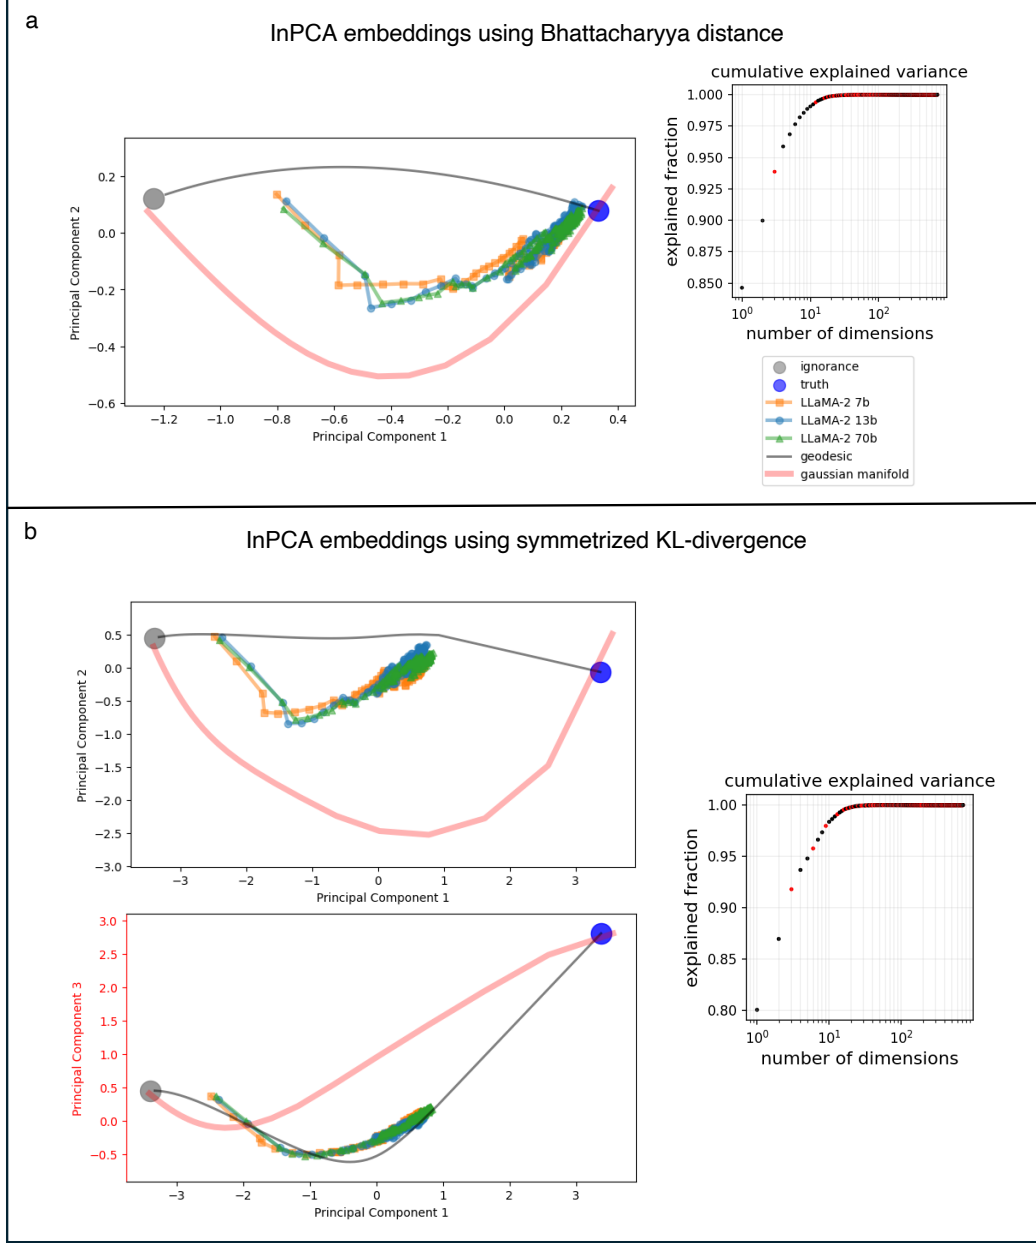 a
InPCA embeddings using Bhattacharyya distance
cumulative explained variance
1.000
0.975
0.950
0.925
0.900
0.875
0.850
explained fraction
10⁰
10¹
10²
number of dimensions
0.2
0.0
−0.2
−0.4
−0.6
Principal Component 2
−1.2
−1.0
−0.8
−0.6
−0.4
−0.2
0.0
0.2
0.4
Principal Component 1
ignorance
truth
LLaMA-2 7b
LLaMA-2 13b
LLaMA-2 70b
geodesic
gaussian manifold
b
InPCA embeddings using symmetrized KL-divergence
0.5
0.0
−0.5
−1.0
−1.5
−2.0
−2.5
−3.0
Principal Component 2
−3
−2
−1
0
1
2
3
Principal Component 1
cumulative explained variance
1.00
0.95
0.90
0.85
0.80
explained fraction
10⁰
10¹
10²
number of dimensions
3.0
2.5
2.0
1.5
1.0
0.5
0.0
−0.5
Principal Component 3
−3
−2
−1
0
1
2
3
Principal Component 1